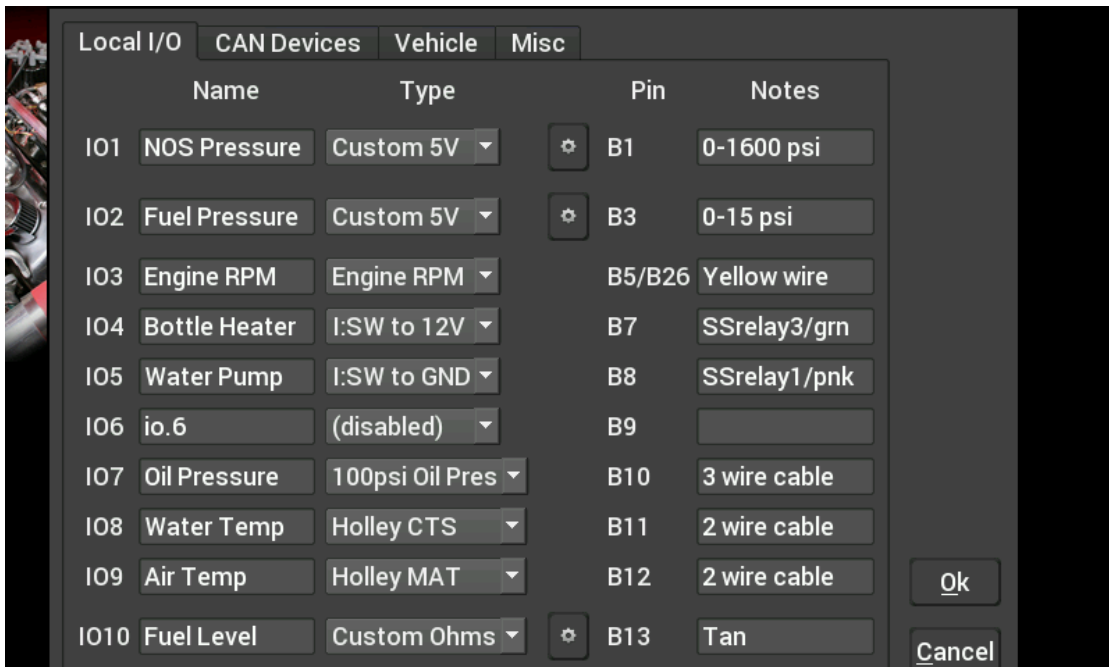 Local I/O CAN Devices Vehicle Misc
Name Type Pin Notes
IO1 NOS Pressure Custom 5V B1 0-1600 psi
IO2 Fuel Pressure Custom 5V B3 0-15 psi
IO3 Engine RPM Engine RPM B5/B26 Yellow wire
IO4 Bottle Heater I:SW to 12V B7 SSrelay3/grn
IO5 Water Pump I:SW to GND B8 SSrelay1/pnk
IO6 io.6 (disabled) B9
IO7 Oil Pressure 100psi Oil Pres B10 3 wire cable
IO8 Water Temp Holley CTS B11 2 wire cable
IO9 Air Temp Holley MAT B12 2 wire cable
Ok
IO10 Fuel Level Custom Ohms B13 Tan
Cancel